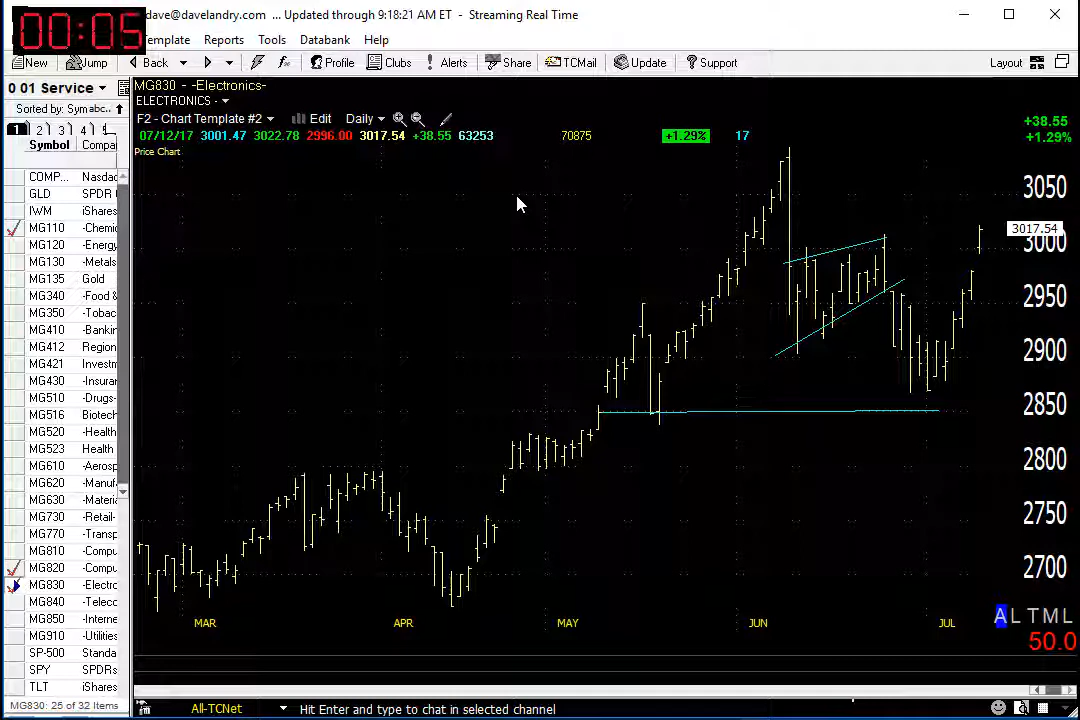 00:05
dave@davelandry.com ... Updated through 9:18:21 AM ET - Streaming Real Time
Template Reports Tools Databank Help
New Jump Back Profile Clubs Alerts Share TCMail Update Support Layout
0 01 Service
MG830 - -Electronics-
ELECTRONICS -
Sorted by: Symabc..
F2 - Chart Template #2 Edit Daily
1 2 3 4 5
07/12/17 3001.47 3022.78 2996.00 3017.54 +38.55 63253 70875 +1.29% 17
+38.55
+1.29%
Symbol Compa
Price Chart
COMP... Nasdac
GLD SPDR
IWM iShares
MG110 -Chemic
MG120 -Energy
MG130 -Metals
MG135 Gold
MG340 -Food &
MG350 -Tobac
MG410 -Bankin
MG412 Region
MG421 Investm
MG430 -Insura
MG510 -Drugs-
MG516 Biotech
MG520 -Health
MG523 Health
MG610 -Aerosp
MG620 -Manuf
MG630 -Materia
MG730 -Retail-
MG770 -Transp
MG810 -Compu
MG820 -Compu
MG830 -Electro
MG840 -Teleco
MG850 -Interne
MG910 -Utilities
SP-500 Standa
SPY SPDRs
TLT iShares
3050
3017.54
3000
2950
2900
2850
2800
2750
2700
MAR APR MAY JUN JUL
A L T M L
50.0
MG830: 25 of 32 Items
All-TCNet Hit Enter and type to chat in selected channel